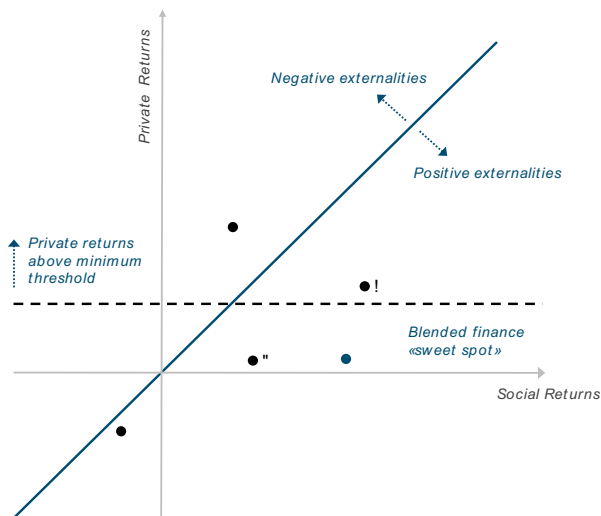 Private Returns
Negative externalities
Positive externalities
Private returns
above minimum
threshold
!
Blended finance
«sweet spot»
"
Social Returns